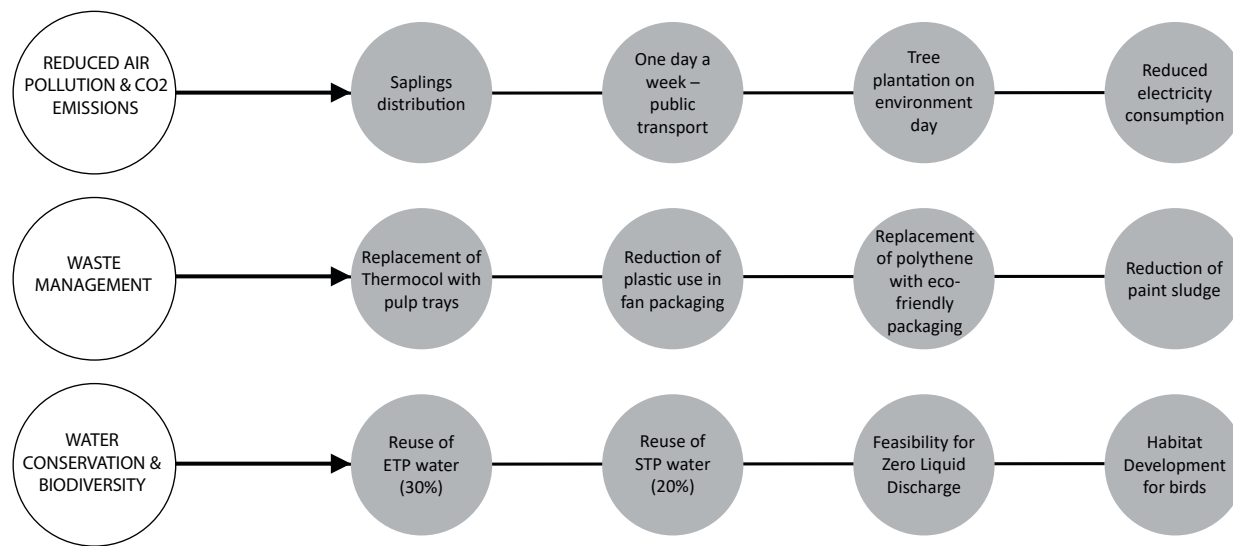 REDUCED AIR
POLLUTION & CO2
EMISSIONS
Saplings
distribution
One day a
week –
public
transport
Tree
plantation on
environment
day
Reduced
electricity
consumption
WASTE
MANAGEMENT
Replacement of
Thermocol with
pulp trays
Reduction of
plastic use in
fan packaging
Replacement
of polythene
with eco-
friendly
packaging
Reduction of
paint sludge
WATER
CONSERVATION &
BIODIVERSITY
Reuse of
ETP water
(30%)
Reuse of
STP water
(20%)
Feasibility for
Zero Liquid
Discharge
Habitat
Development
for birds